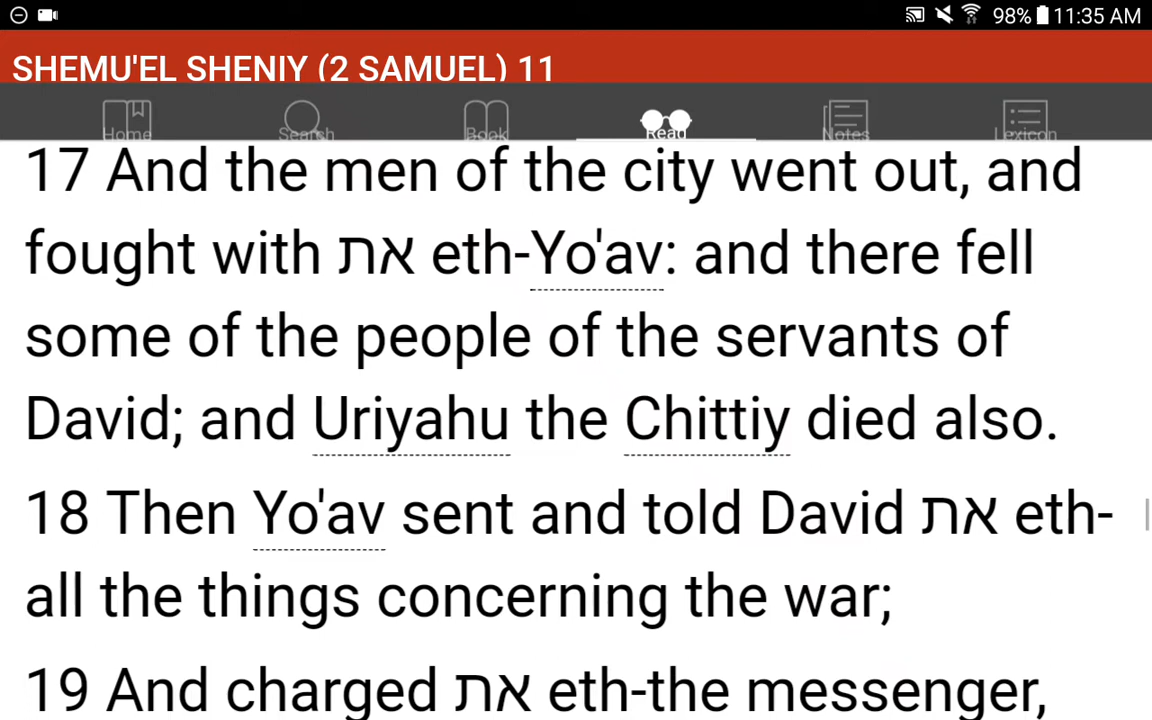 98% 11:35 AM
SHEMU'EL SHENIY (2 SAMUEL) 11
Home Search Book Read Notes Lexicon
17 And the men of the city went out, and
fought with את eth-Yo'av: and there fell
some of the people of the servants of
David; and Uriyahu the Chittiy died also.
18 Then Yo'av sent and told David את eth-
all the things concerning the war;
19 And charged את eth-the messenger,